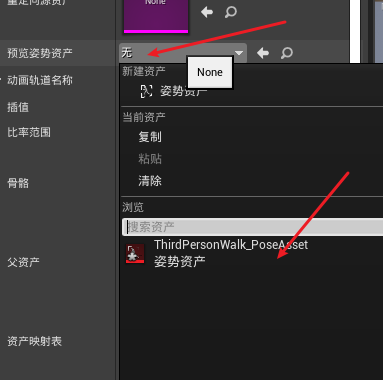 重定向源资产
None
预览姿势资产
无
None
新建资产
姿势资产
动画轨道名称
插值
当前资产
比率范围
复制
粘贴
骨骼
清除
浏览
搜索资产
ThirdPersonWalk_PoseAsset
姿势资产
父资产
资产映射表